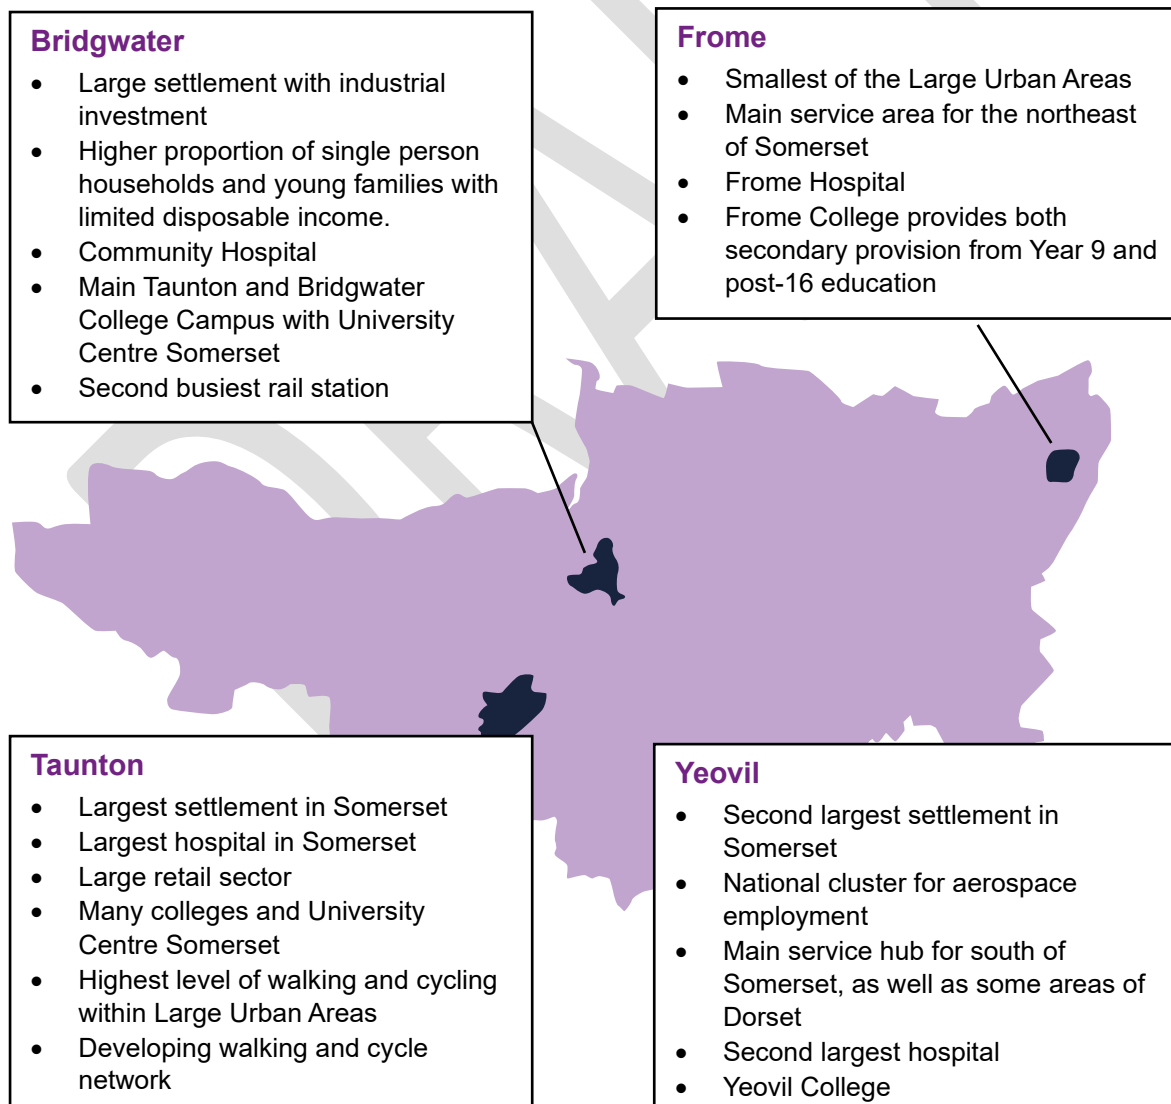 Bridgwater
• Large settlement with industrial
investment
• Higher proportion of single person
households and young families with
limited disposable income.
• Community Hospital
• Main Taunton and Bridgwater
College Campus with University
Centre Somerset
• Second busiest rail station
Frome
• Smallest of the Large Urban Areas
• Main service area for the northeast
of Somerset
• Frome Hospital
• Frome College provides both
secondary provision from Year 9 and
post-16 education
Taunton
• Largest settlement in Somerset
• Largest hospital in Somerset
• Large retail sector
• Many colleges and University
Centre Somerset
• Highest level of walking and cycling
within Large Urban Areas
• Developing walking and cycle
network
Yeovil
• Second largest settlement in
Somerset
• National cluster for aerospace
employment
• Main service hub for south of
Somerset, as well as some areas of
Dorset
• Second largest hospital
• Yeovil College